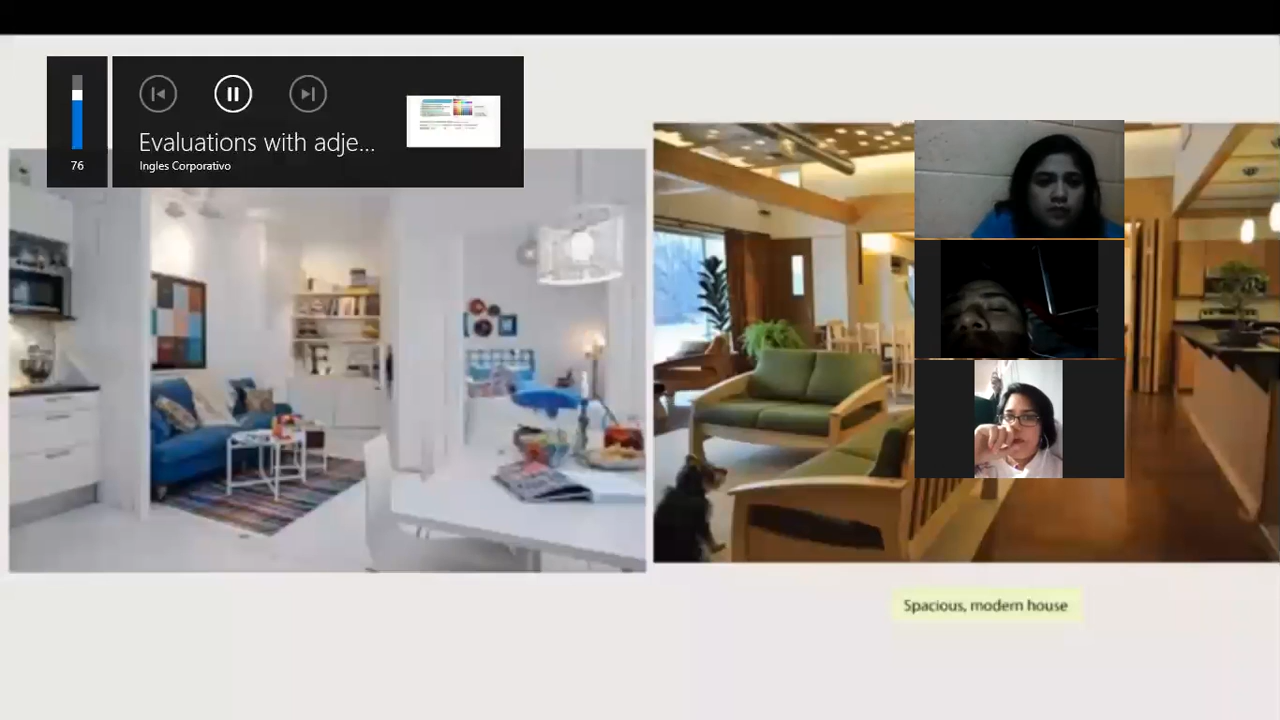 Evaluations with adje...
76
Ingles Corporativo
Spacious, modern house